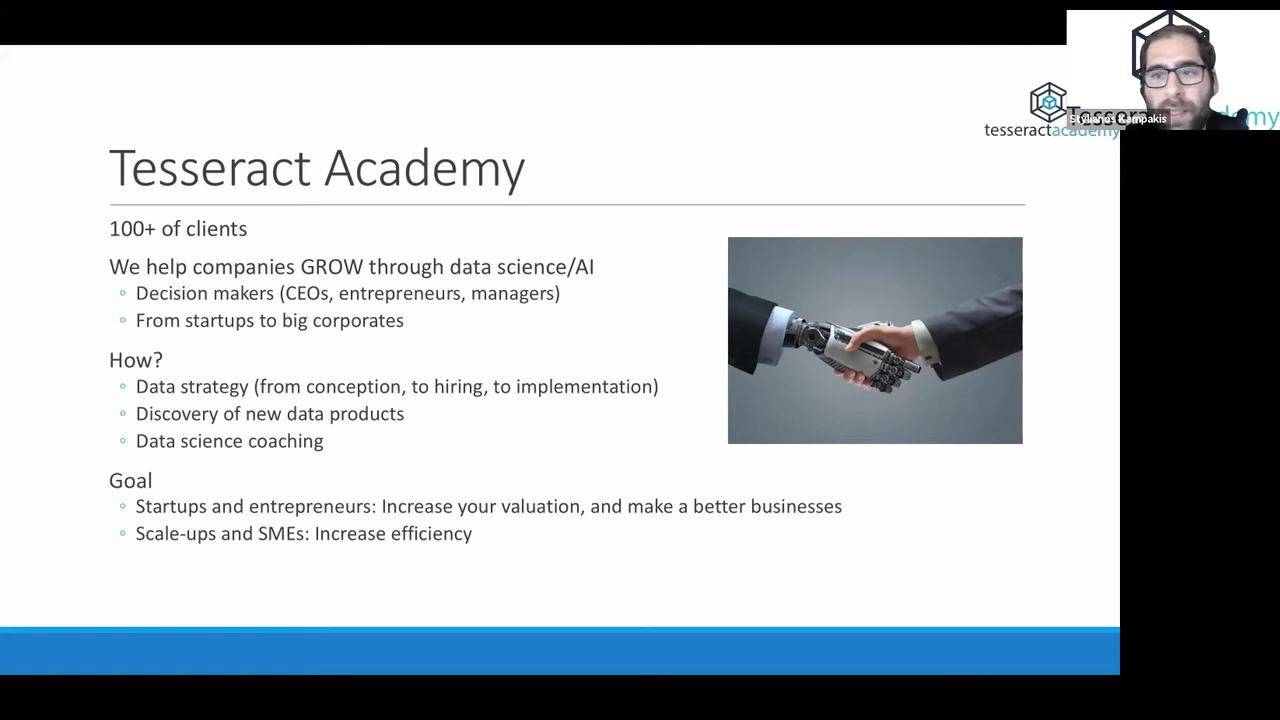 tesseractacademy
Stylianos Kampakis
Tesseract Academy
100+ of clients
We help companies GROW through data science/AI
Decision makers (CEOs, entrepreneurs, managers)
From startups to big corporates
How?
Data strategy (from conception, to hiring, to implementation)
Discovery of new data products
Data science coaching
Goal
Startups and entrepreneurs: Increase your valuation, and make a better businesses
Scale-ups and SMEs: Increase efficiency